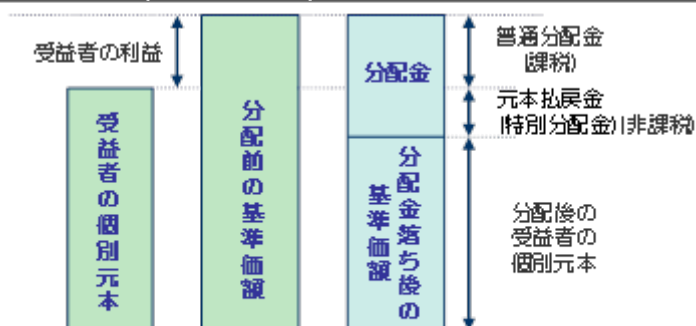 受益者の利益
受益者の個別元本
分配前の基準価額
分配金
分配金落ち後の
基準価額
普通分配金
(課税)
元本払戻金
(特別分配金)(非課税)
分配後の
受益者の
個別元本